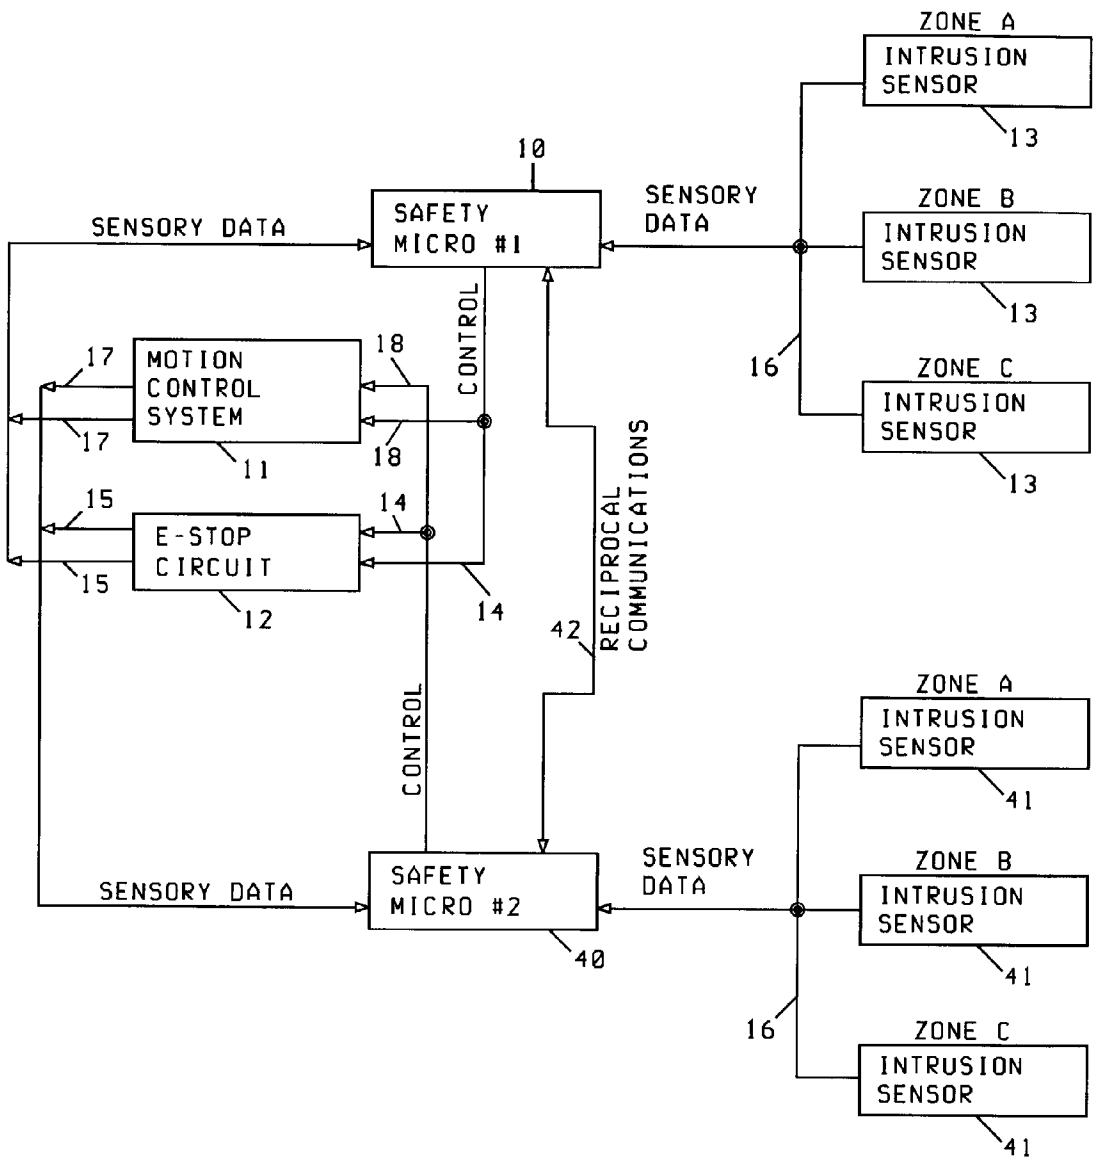 ZONE A
INTRUSION
SENSOR
13
10
SAFETY
MICRO #1
SENSORY
DATA
SENSORY DATA
ZONE B
INTRUSION
SENSOR
13
CONTROL
16
ZONE C
INTRUSION
SENSOR
13
17
MOTION
CONTROL
SYSTEM
18
17
11
18
15
E-STOP
CIRCUIT
14
15
12
14
RECIPROCAL
COMMUNICATIONS
42
CONTROL
ZONE A
INTRUSION
SENSOR
41
SENSORY
DATA
SENSORY DATA
SAFETY
MICRO #2
40
ZONE B
INTRUSION
SENSOR
41
16
ZONE C
INTRUSION
SENSOR
41